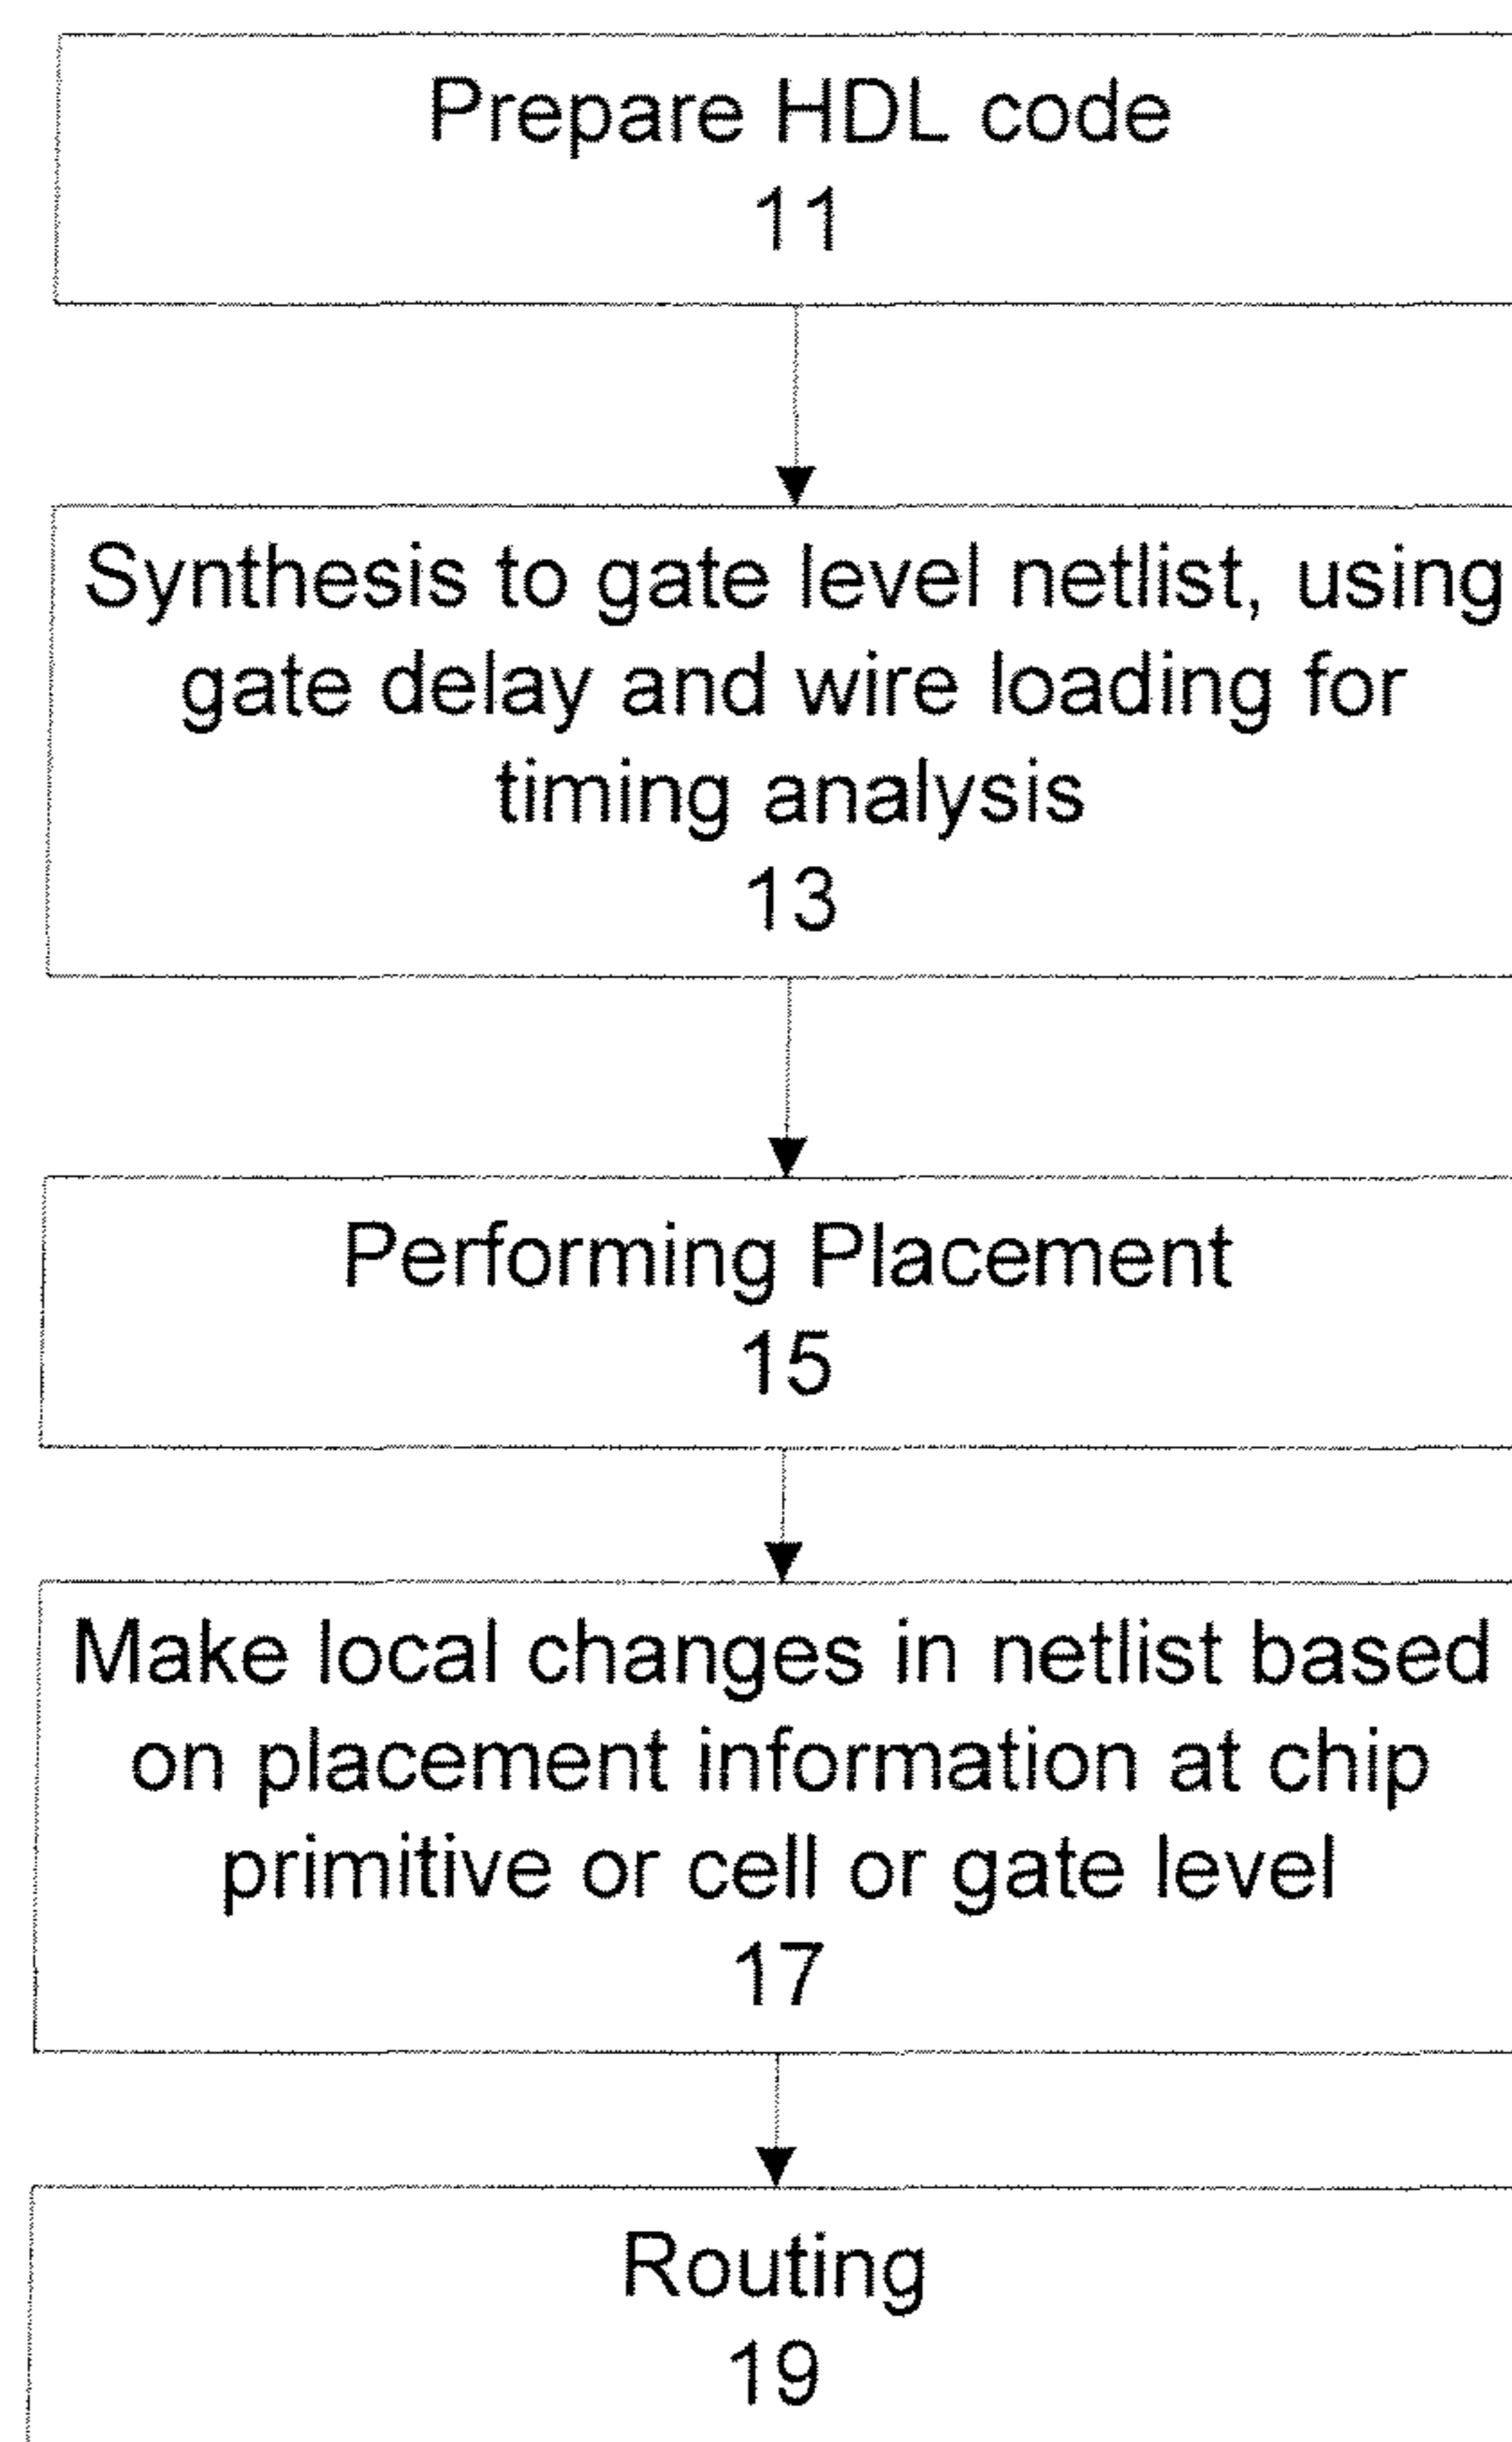 Prepare HDL code
11
Synthesis to gate level netlist, using
gate delay and wire loading for
timing analysis
13
Performing Placement
15
Make local changes in netlist based
on placement information at chip
primitive or cell or gate level
17
Routing
19